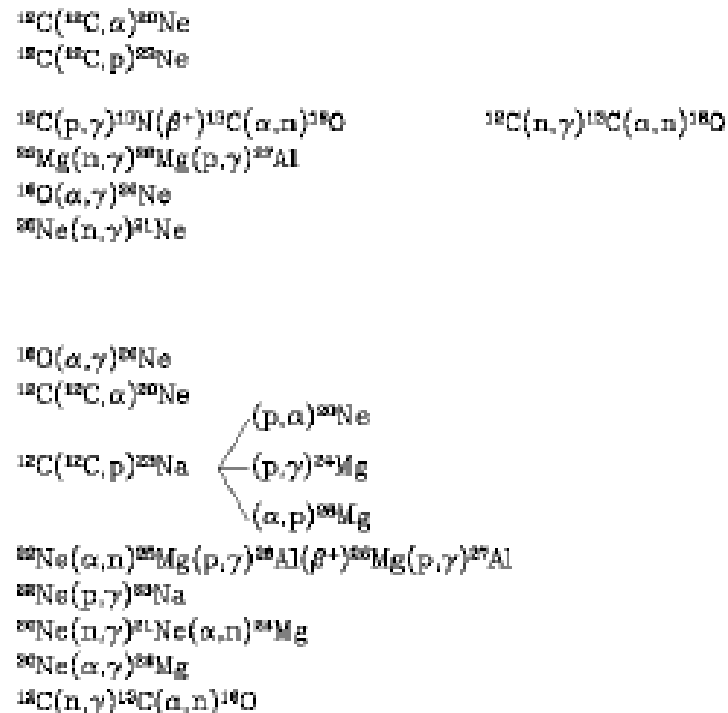 ¹²C(¹²C,α)²⁰Ne
¹²C(¹²C,p)²³Ne
¹²C(p,γ)¹³N(β⁺)¹³C(α,n)¹⁶O ¹²C(n,γ)¹³C(α,n)¹⁶O
²⁵Mg(n,γ)²⁶Mg(p,γ)²⁷Al
¹⁶O(α,γ)²⁰Ne
²⁰Ne(n,γ)²¹Ne
¹⁶O(α,γ)²⁰Ne
¹²C(¹²C,α)²⁰Ne
(p,α)²⁰Ne
¹²C(¹²C,p)²³Na (p,γ)²⁴Mg
(α,p)²⁶Mg
²²Ne(α,n)²⁵Mg(p,γ)²⁶Al(β⁺)²⁶Mg(p,γ)²⁷Al
²²Ne(p,γ)²³Na
²⁰Ne(n,γ)²¹Ne(α,n)²⁴Mg
²⁰Ne(α,γ)²⁴Mg
¹²C(n,γ)¹³C(α,n)¹⁶O